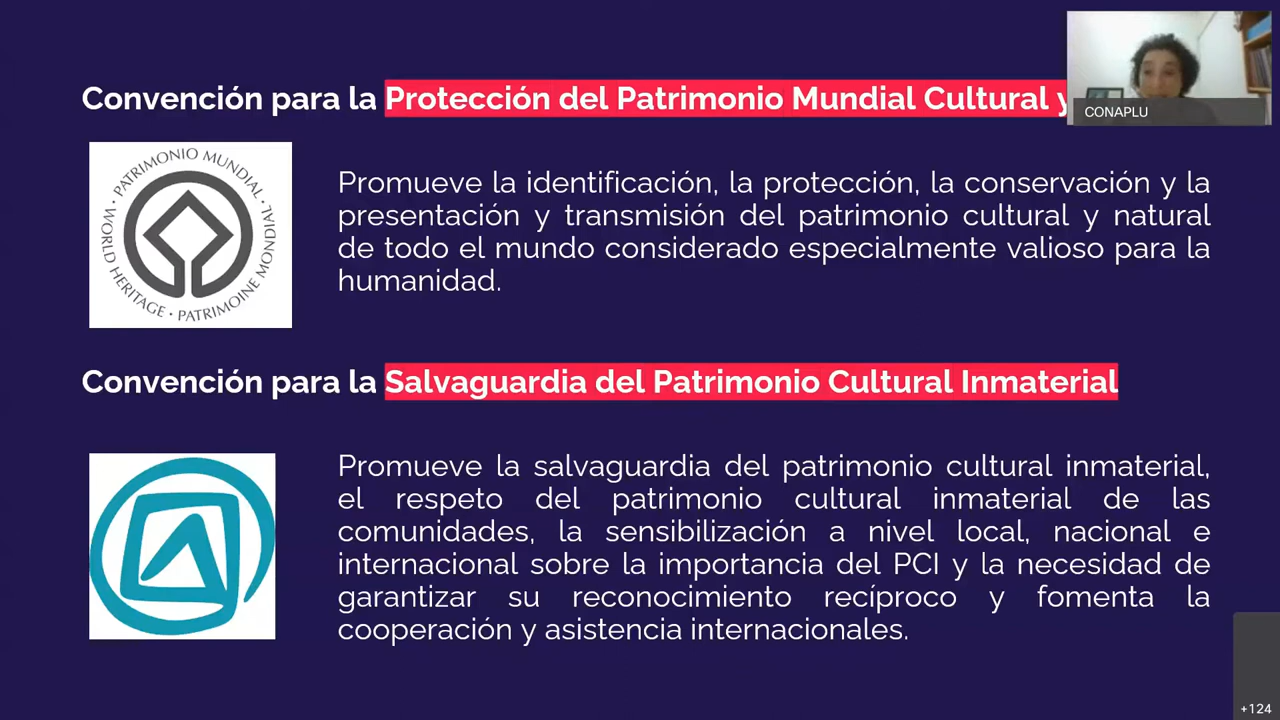 Convención para la Protección del Patrimonio Mundial Cultural y
CONAPLU
PATRIMONIO MUNDIAL • WORLD HERITAGE • PATRIMOINE MONDIAL •
Promueve la identificación, la protección, la conservación y la
presentación y transmisión del patrimonio cultural y natural
de todo el mundo considerado especialmente valioso para la
humanidad.
Convención para la Salvaguardia del Patrimonio Cultural Inmaterial
Promueve la salvaguardia del patrimonio cultural inmaterial,
el respeto del patrimonio cultural inmaterial de las
comunidades, la sensibilización a nivel local, nacional e
internacional sobre la importancia del PCI y la necesidad de
garantizar su reconocimiento recíproco y fomenta la
cooperación y asistencia internacionales.
+124